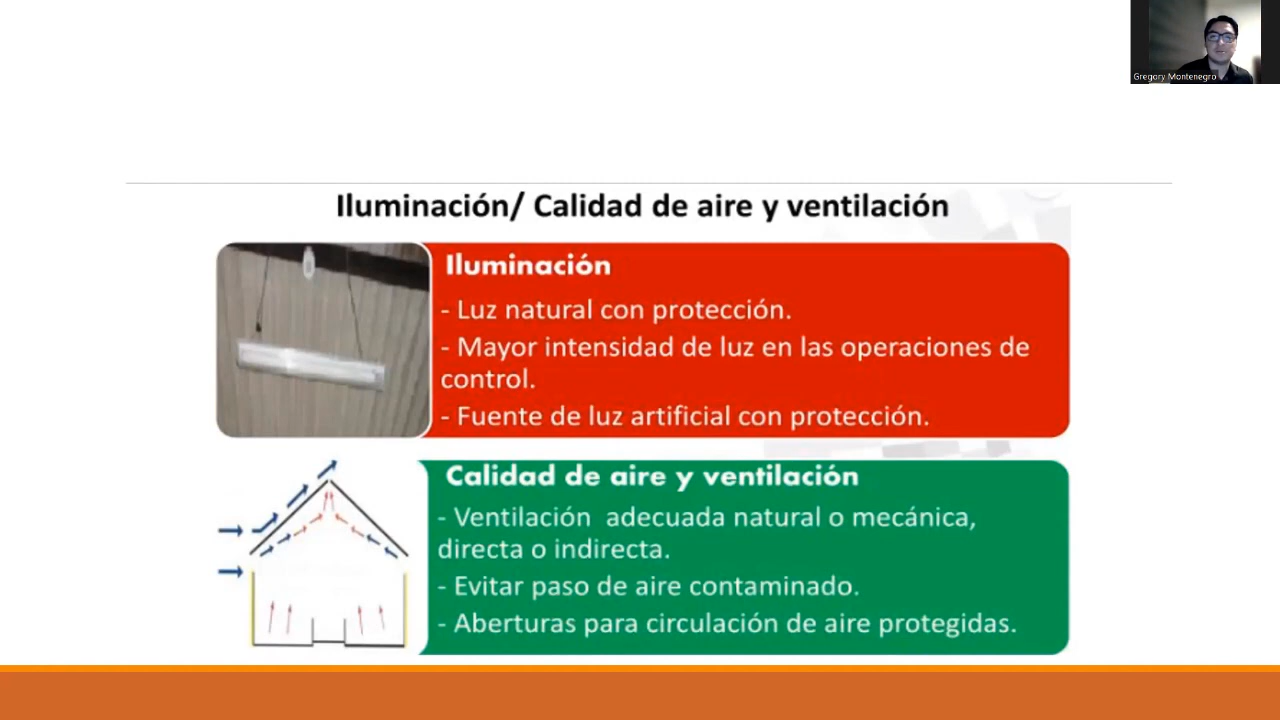 Gregory Montenegro
Iluminación/ Calidad de aire y ventilación
Iluminación
- Luz natural con protección.
- Mayor intensidad de luz en las operaciones de
control.
- Fuente de luz artificial con protección.
Calidad de aire y ventilación
- Ventilación adecuada natural o mecánica,
directa o indirecta.
- Evitar paso de aire contaminado.
- Aberturas para circulación de aire protegidas.